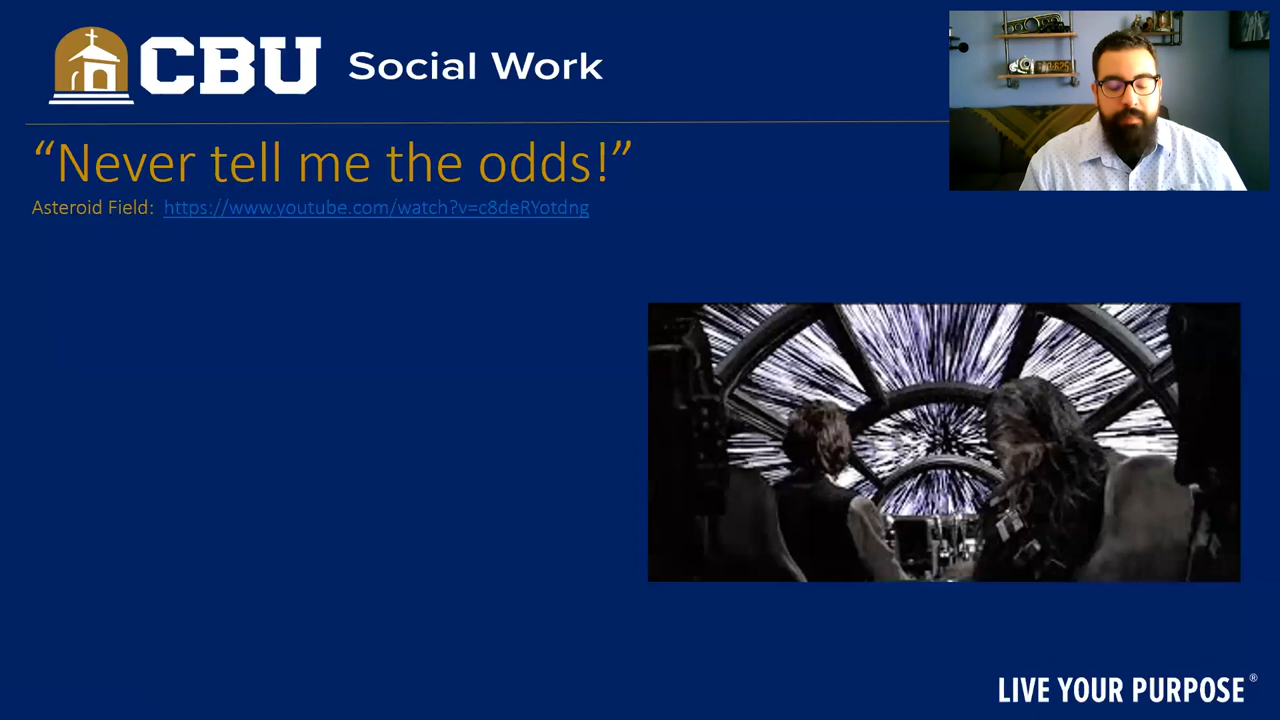 CBU Social Work
“Never tell me the odds!”
Asteroid Field: https://www.youtube.com/watch?v=c8deRYotdng
LIVE YOUR PURPOSE®